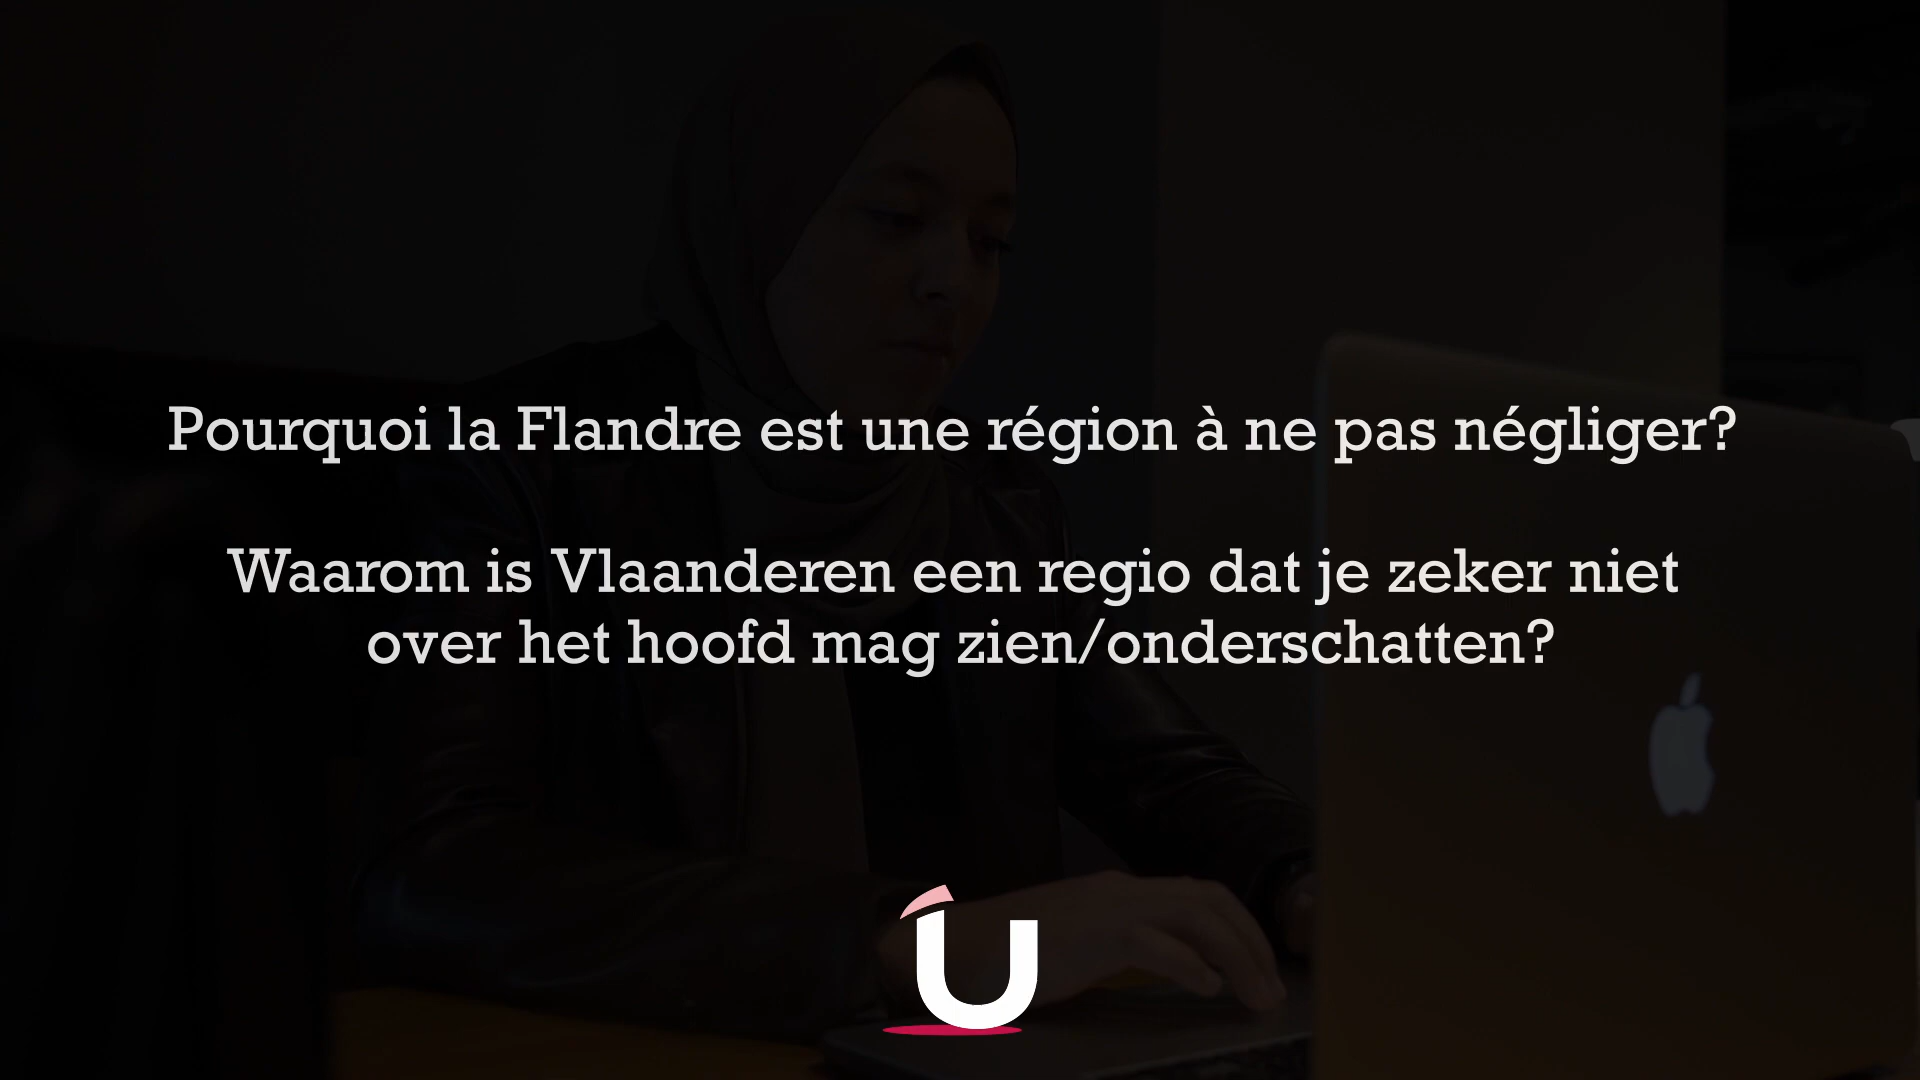 Pourquoi la Flandre est une région à ne pas négliger?
Waarom is Vlaanderen een regio dat je zeker niet
over het hoofd mag zien/onderschatten?
U